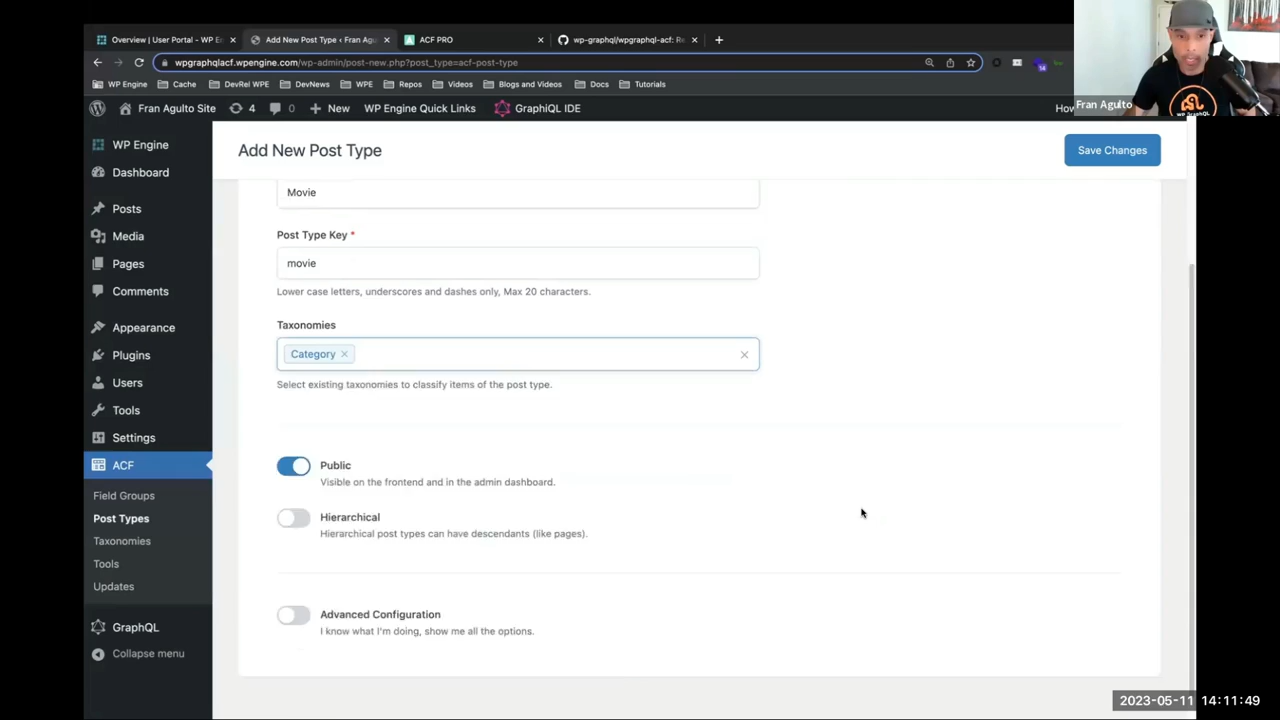 Overview | User Portal - WP E
Add New Post Type ‹ Fran Agu
ACF PRO
wp-graphql/wpgraphql-acf: Re
wpgraphqlacf.wpengine.com/wp-admin/post-new.php?post_type=acf-post-type
WP Engine
Cache
DevRel WPE
DevNews
WPE
Repos
Videos
Blogs and Videos
Docs
Tutorials
14
Fran Agulto
WP GraphQL
Fran Agulto Site
4
0
New
WP Engine Quick Links
GraphiQL IDE
How
WP Engine
Dashboard
Posts
Media
Pages
Comments
Appearance
Plugins
Users
Tools
Settings
ACF
Field Groups
Post Types
Taxonomies
Tools
Updates
GraphQL
Collapse menu
Add New Post Type
Save Changes
Movie
Post Type Key *
movie
Lower case letters, underscores and dashes only, Max 20 characters.
Taxonomies
Category
Select existing taxonomies to classify items of the post type.
Public
Visible on the frontend and in the admin dashboard.
Hierarchical
Hierarchical post types can have descendants (like pages).
Advanced Configuration
I know what I'm doing, show me all the options.
2023-05-11 14:11:49